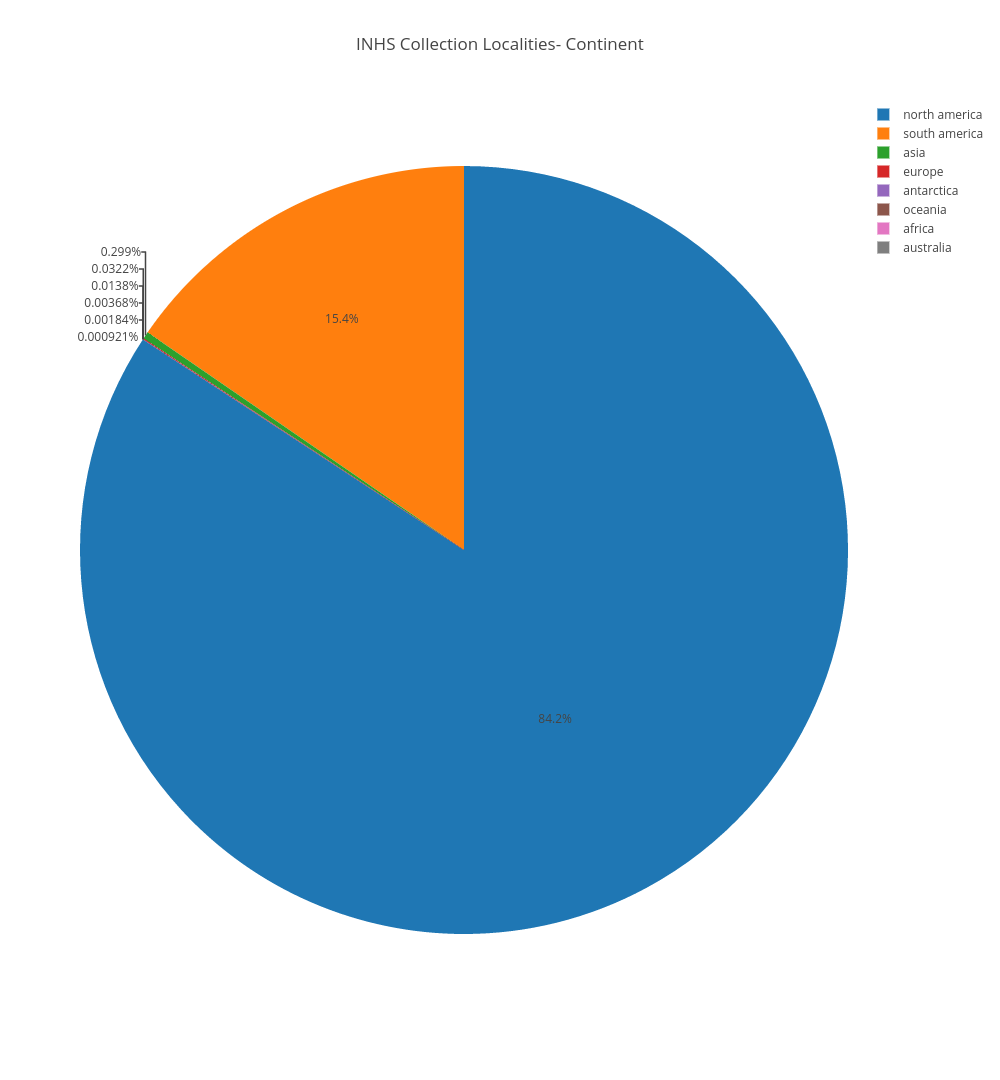 INHS Collection Localities- Continent
north america
south america
asia
europe
antarctica
oceania
africa
australia
0.299%
0.0322%
0.0138%
0.00368%
0.00184%
0.000921%
15.4%
84.2%